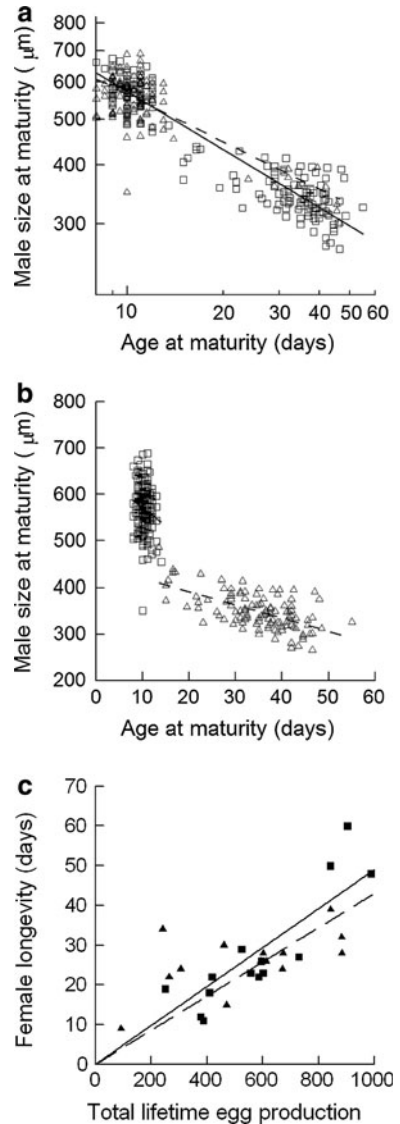 a
800
700
600
500
400
300
Male size at maturity ( μm)
10 20 30 40 50 60
Age at maturity (days)
b
800
700
600
500
400
300
200
Male size at maturity ( μm)
0 10 20 30 40 50 60
Age at maturity (days)
c
70
60
50
40
30
20
10
0
Female longevity (days)
0 200 400 600 800 1000
Total lifetime egg production